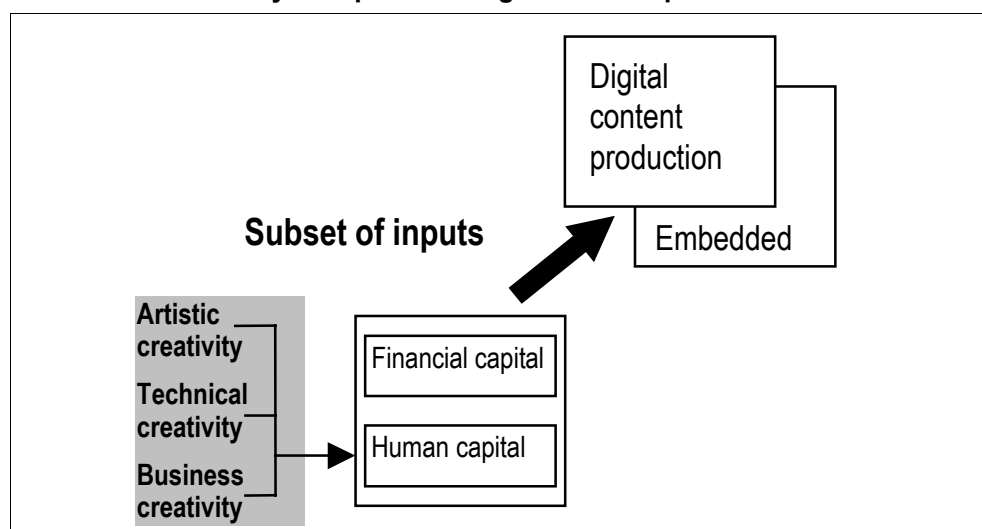 Digital
content
production
Embedded
Subset of inputs
Artistic
creativity
Technical
creativity
Business
creativity
Financial capital
Human capital